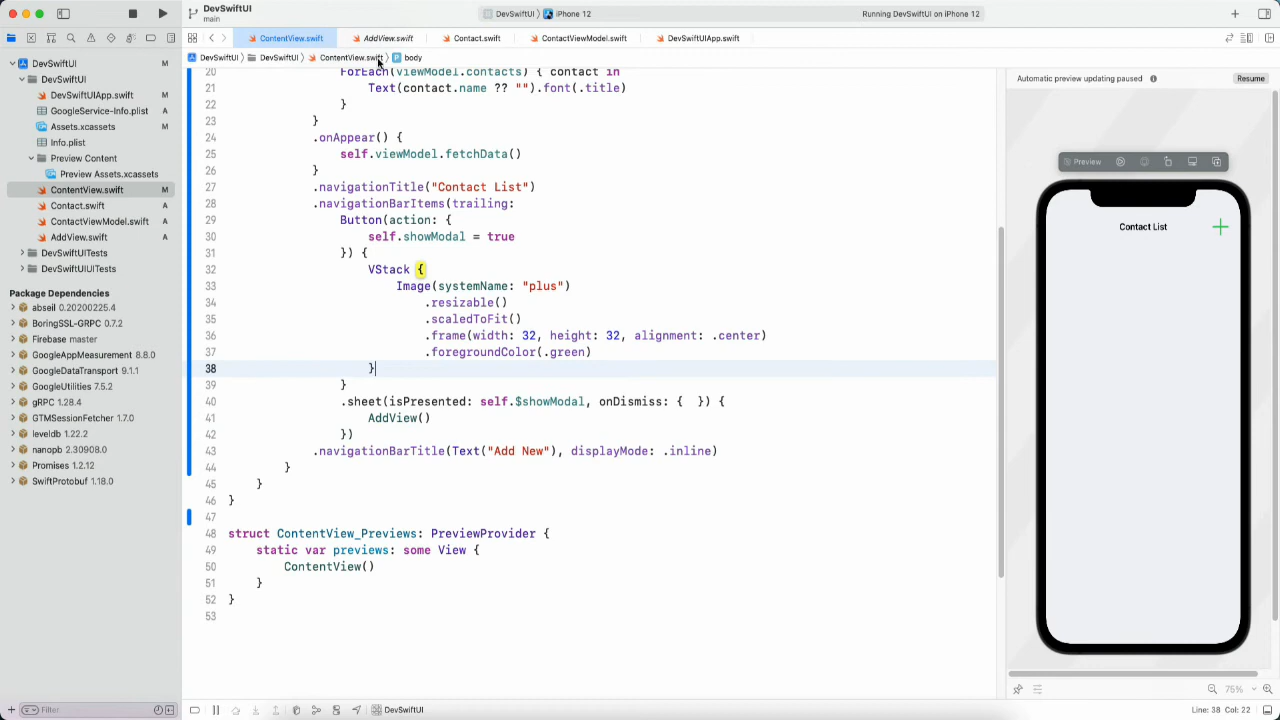 DevSwiftUI
main
DevSwiftUI 〉 iPhone 12
Running DevSwiftUI on iPhone 12
ContentView.swift
AddView.swift
Contact.swift
ContactViewModel.swift
DevSwiftUIApp.swift
DevSwiftUI 〉 DevSwiftUI 〉 ContentView.swift 〉 P body
DevSwiftUI M
DevSwiftUI
DevSwiftUIApp.swift M
GoogleService-Info.plist A
Assets.xcassets M
Info.plist
Preview Content
Preview Assets.xcassets
ContentView.swift M
Contact.swift A
ContactViewModel.swift A
AddView.swift A
DevSwiftUITests
DevSwiftUIUITests
Package Dependencies
abseil 0.20200225.4
BoringSSL-GRPC 0.7.2
Firebase master
GoogleAppMeasurement 8.8.0
GoogleDataTransport 9.1.1
GoogleUtilities 7.5.2
gRPC 1.28.4
GTMSessionFetcher 1.7.0
leveldb 1.22.2
nanopb 2.30908.0
Promises 1.2.12
SwiftProtobuf 1.18.0
Filter
20 ForEach(viewModel.contacts) { contact in
21 Text(contact.name ?? "").font(.title)
22 }
23 }
24 .onAppear() {
25 self.viewModel.fetchData()
26 }
27 .navigationTitle("Contact List")
28 .navigationBarItems(trailing:
29 Button(action: {
30 self.showModal = true
31 }) {
32 VStack {
33 Image(systemName: "plus")
34 .resizable()
35 .scaledToFit()
36 .frame(width: 32, height: 32, alignment: .center)
37 .foregroundColor(.green)
38 }
39 }
40 .sheet(isPresented: self.$showModal, onDismiss: {  }) {
41 AddView()
42 })
43 .navigationBarTitle(Text("Add New"), displayMode: .inline)
44 }
45 }
46 }
47
48 struct ContentView_Previews: PreviewProvider {
49 static var previews: some View {
50 ContentView()
51 }
52 }
53
Automatic preview updating paused
Resume
Preview
Contact List
75%
DevSwiftUI
Line: 38 Col: 22